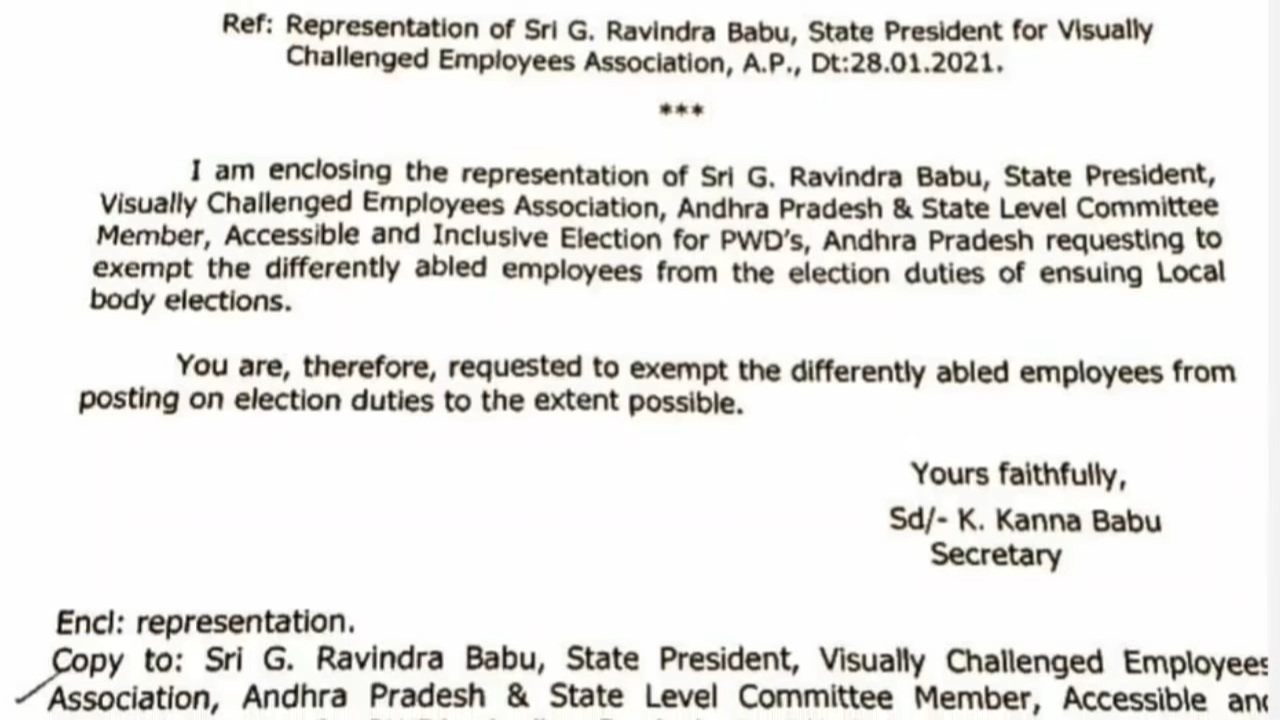 Ref: Representation of Sri G. Ravindra Babu, State President for Visually
Challenged Employees Association, A.P., Dt:28.01.2021.
***
I am enclosing the representation of Sri G. Ravindra Babu, State President,
Visually Challenged Employees Association, Andhra Pradesh & State Level Committee
Member, Accessible and Inclusive Election for PWD's, Andhra Pradesh requesting to
exempt the differently abled employees from the election duties of ensuing Local
body elections.
You are, therefore, requested to exempt the differently abled employees from
posting on election duties to the extent possible.
Yours faithfully,
Sd/- K. Kanna Babu
Secretary
Encl: representation.
Copy to: Sri G. Ravindra Babu, State President, Visually Challenged Employees
Association, Andhra Pradesh & State Level Committee Member, Accessible and